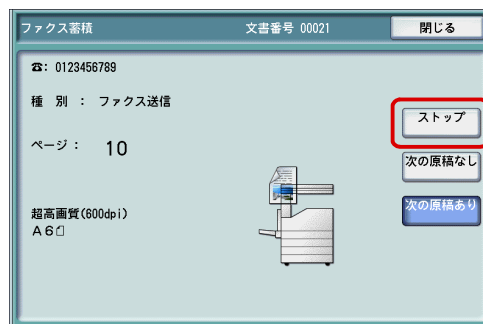 ファクス蓄積 文書番号 00021 閉じる
☎: 0123456789
種 別 : ファクス送信
ストップ
ページ : 10
次の原稿なし
次の原稿あり
超高画質(600dpi)
A6